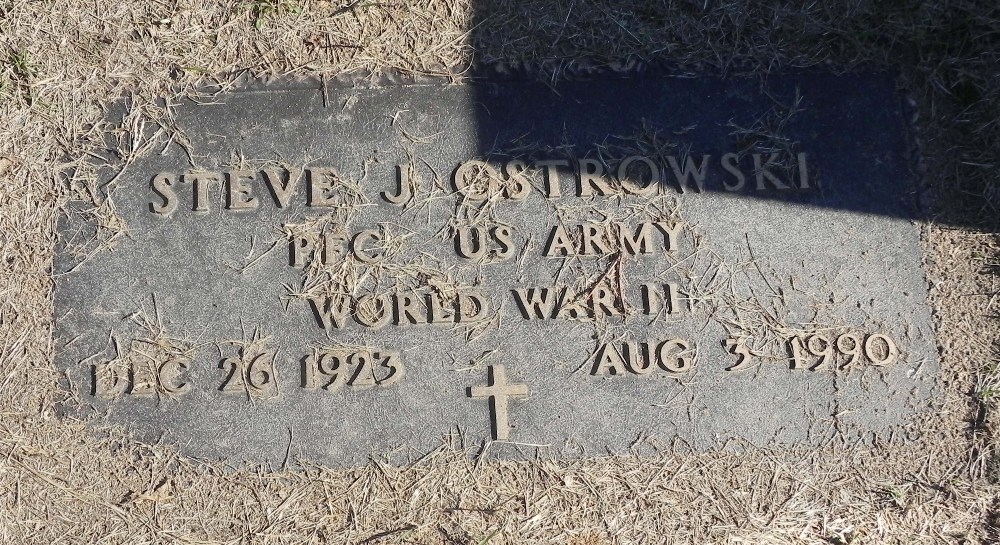 STEVE J OSTROWSKI
PFC US ARMY
WORLD WAR II
DEC 26 1923 AUG 3 1990